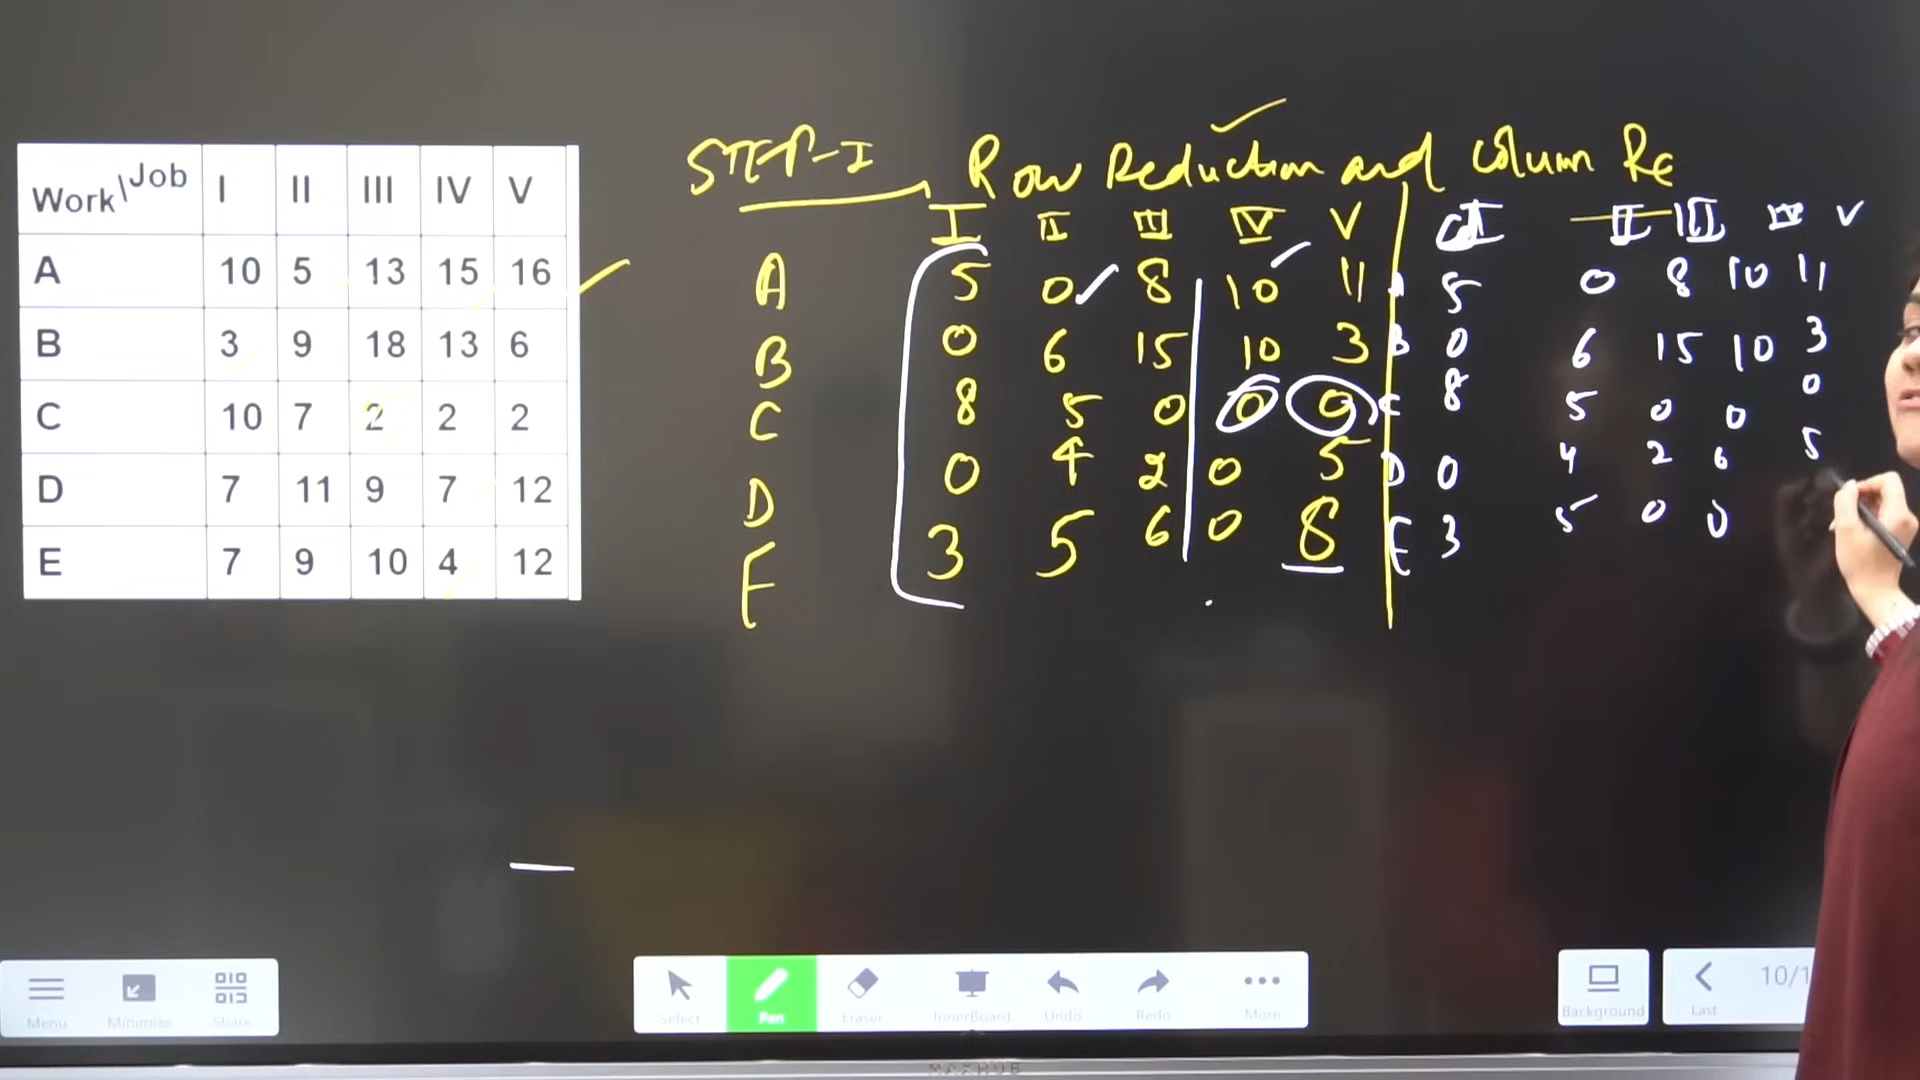 Work\Job I II III IV V
A 10 5 13 15 16
B 3 9 18 13 6
C 10 7 2 2 2
D 7 11 9 7 12
E 7 9 10 4 12
STEP-I Row Reduction and column Re
I II III IV V
A 5 0 8 10 11
B 0 6 15 10 3
C 8 5 0 0 0
D 0 4 2 0 5
E 3 5 6 0 8
I II III IV V
A 5 0 8 10 11
B 0 6 15 10 3
C 8 5 0 0 0
D 0 4 2 0 5
E 3 5 0 0
Menu Minimize Share
Select Pen Eraser InnerBoard Undo Redo More
Background Last 10/1
MAXHUB